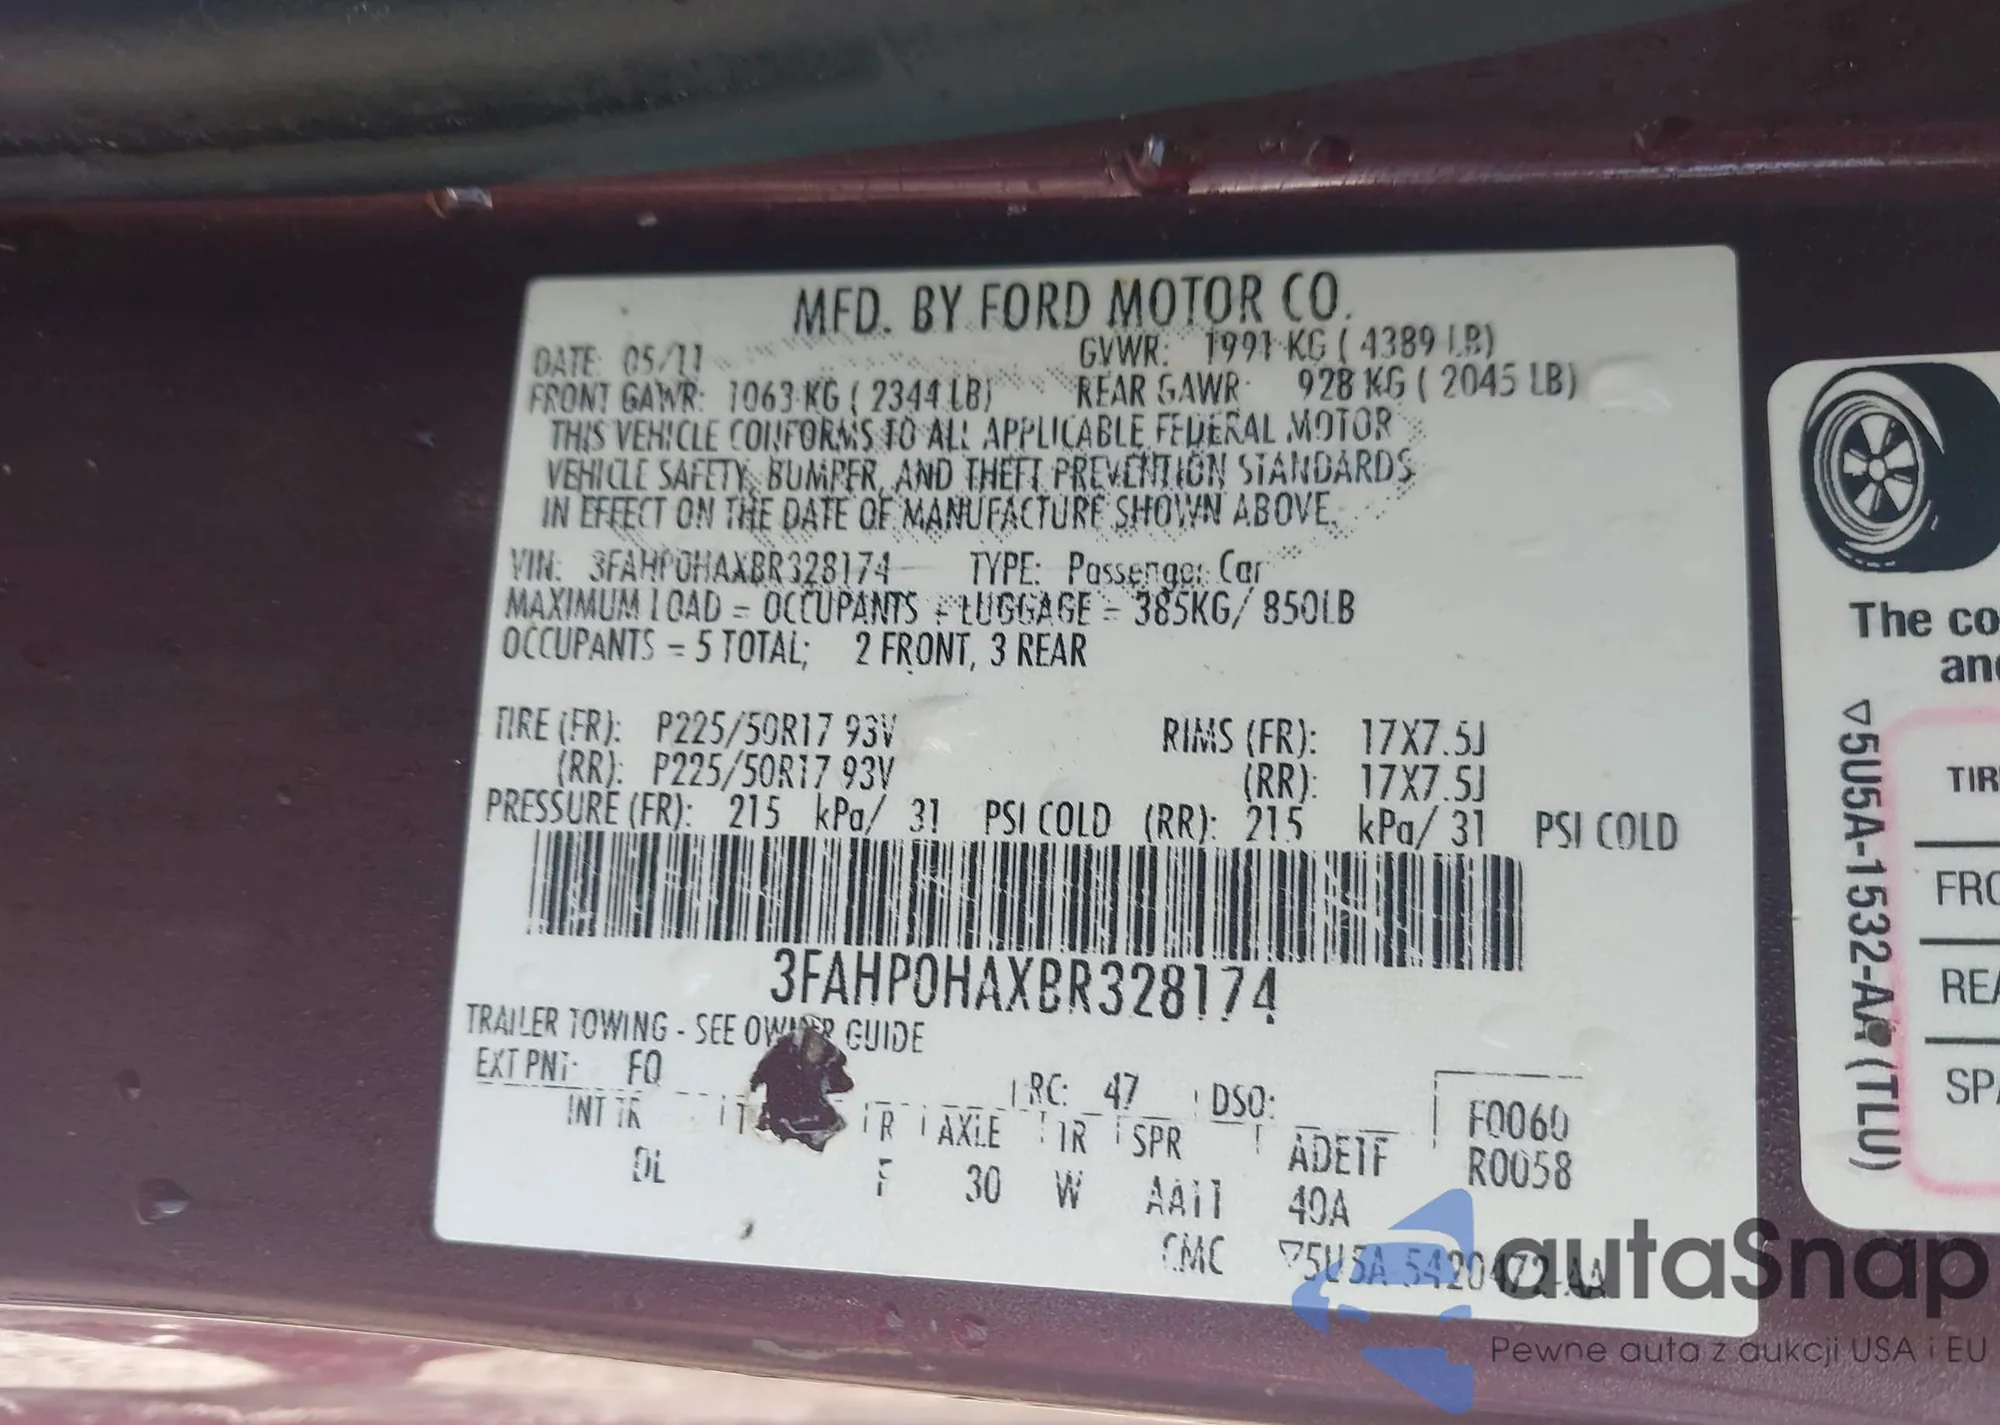 MFD. BY FORD MOTOR CO.
DATE: 05/11 GVWR: 1991 KG ( 4389 LB)
FRONT GAWR: 1063 KG ( 2344 LB) REAR GAWR: 928 KG ( 2045 LB)
THIS VEHICLE CONFORMS TO ALL APPLICABLE FEDERAL MOTOR
VEHICLE SAFETY, BUMPER, AND THEFT PREVENTION STANDARDS
IN EFFECT ON THE DATE OF MANUFACTURE SHOWN ABOVE.
VIN: 3FAHP0HAXBR328174 TYPE: Passenger Car
MAXIMUM LOAD = OCCUPANTS + LUGGAGE = 385KG/ 850LB
OCCUPANTS = 5 TOTAL; 2 FRONT, 3 REAR
TIRE (FR): P225/50R17 93V RIMS (FR): 17X7.5J
(RR): P225/50R17 93V (RR): 17X7.5J
PRESSURE (FR): 215 kPa/ 31 PSI COLD (RR): 215 kPa/ 31 PSI COLD
3FAHP0HAXBR328174
TRAILER TOWING - SEE OWNER GUIDE
EXT PNT: FQ RC: 47 DSO: F0060
INT TR R AXLE TR SPR ADETF R0058
DL F 30 W AA11 40A
CMC ▽5U5A-5420472-AA
The co
and
▽5U5A-1532-AA (TLU)
TIR
FRO
REA
SPA
autaSnap
Pewne auta z aukcji USA i EU